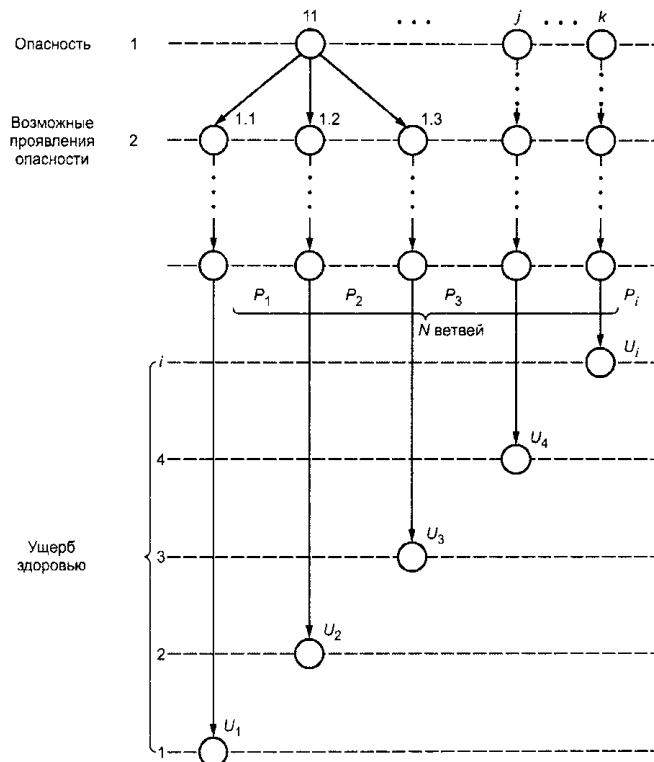 11 . . . j . . . k
Опасность 1
1.1 1.2 1.3
Возможные
проявления 2
опасности
P1 P2 P3 Pi
N ветвей
Ui
i
U4
4
U3
Ущерб
здоровью
3
U2
2
U1
1